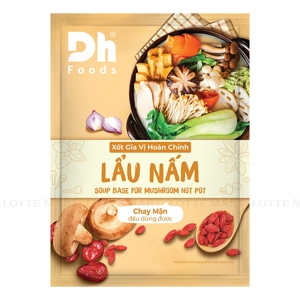 Dh
Foods
Xốt Gia Vị Hoàn Chỉnh
LẨU NẤM
SOUP BASE FOR MUSHROOM HOT POT
Chay Mặn
đều dùng được
LOTTE